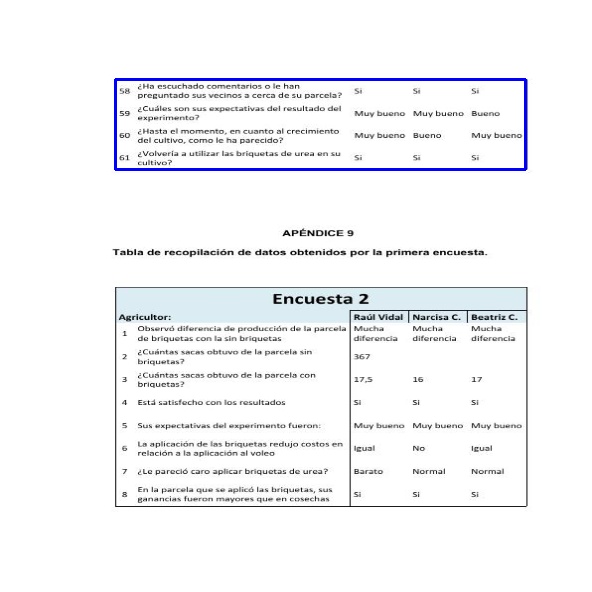 58 ¿Ha escuchado comentarios o le han
preguntado sus vecinos a cerca de su parcela? Si Si Si
59 ¿Cuáles son sus expectativas del resultado del
experimento? Muy bueno Muy bueno Bueno
60 ¿Hasta el momento, en cuanto al crecimiento
del cultivo, como le ha parecido? Muy bueno Bueno Muy bueno
61 ¿Volvería a utilizar las briquetas de urea en su
cultivo? Si Si Si
APÉNDICE 9
Tabla de recopilación de datos obtenidos por la primera encuesta.
Encuesta 2
Agricultor: Raúl Vidal Narcisa C. Beatriz C.
1 Observó diferencia de producción de la parcela
de briquetas con la sin briquetas Mucha diferencia Mucha diferencia Mucha diferencia
2 ¿Cuántas sacas obtuvo de la parcela sin
briquetas? 367
3 ¿Cuántas sacas obtuvo de la parcela con
briquetas? 17,5 16 17
4 Está satisfecho con los resultados Si Si Si
5 Sus expectativas del experimento fueron: Muy bueno Muy bueno Muy bueno
6 La aplicación de las briquetas redujo costos en
relación a la aplicación al voleo Igual No Igual
7 ¿Le pareció caro aplicar briquetas de urea? Barato Normal Normal
8 En la parcela que se aplicó las briquetas, sus
ganancias fueron mayores que en cosechas Si Si Si